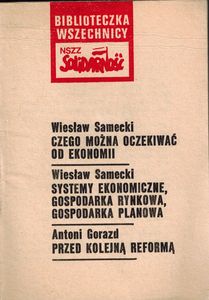 BIBLIOTECZKA
WSZECHNICY
NSZZ
SOLIDARNOŚĆ
Wiesław Samecki
CZEGO MOŻNA OCZEKIWAĆ
OD EKONOMII
Wiesław Samecki
SYSTEMY EKONOMICZNE,
GOSPODARKA RYNKOWA,
GOSPODARKA PLANOWA
Antoni Gorazd
PRZED KOLEJNĄ REFORMĄ